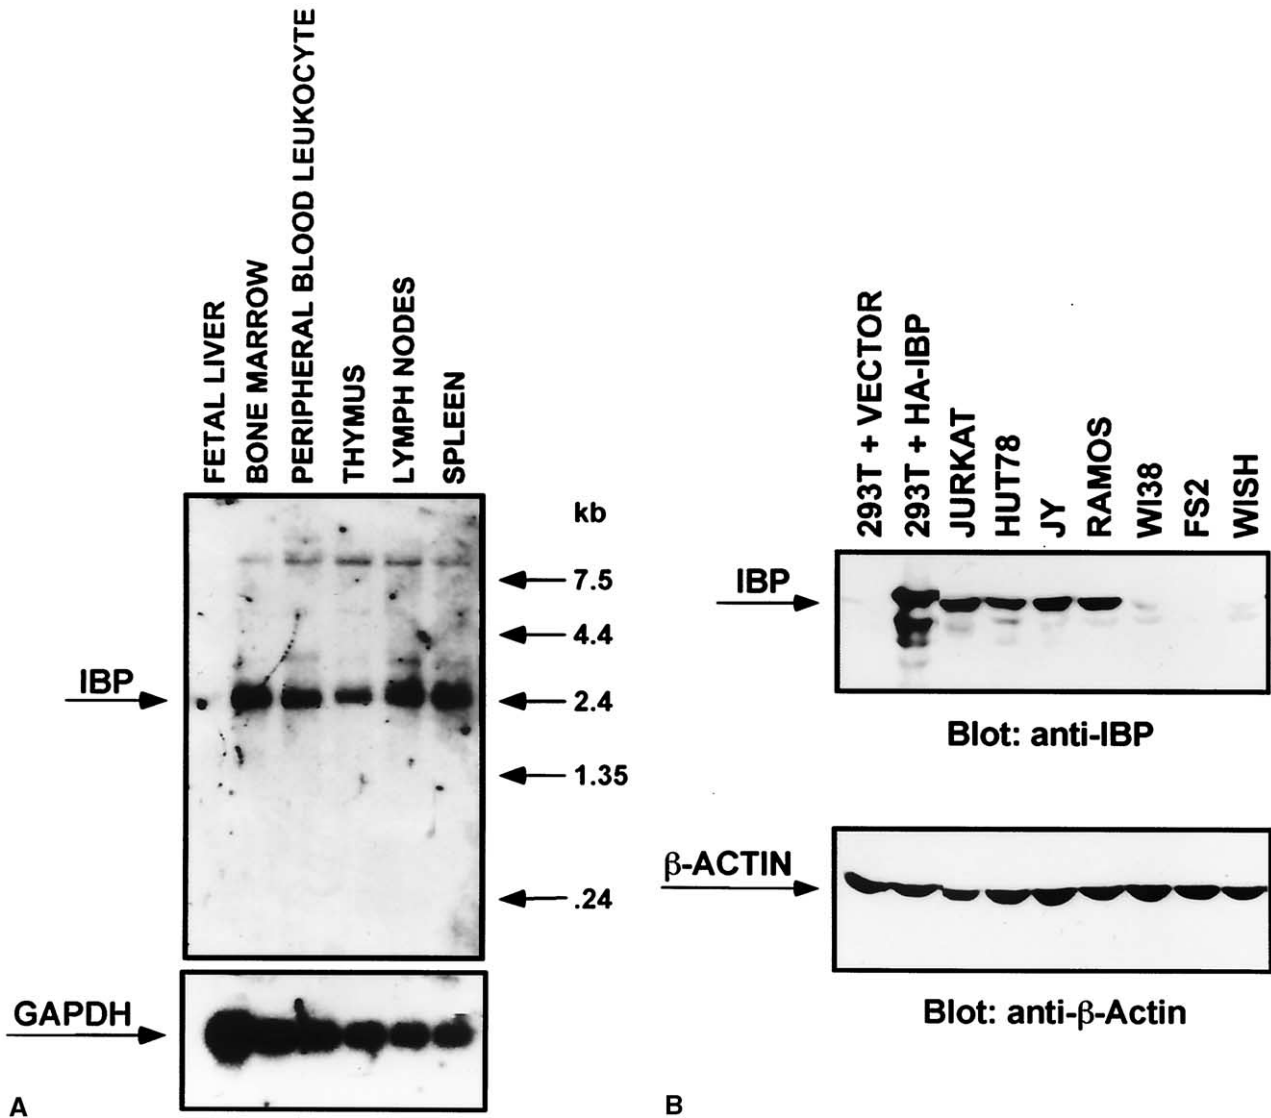 FETAL LIVER
BONE MARROW
PERIPHERAL BLOOD LEUKOCYTE
THYMUS
LYMPH NODES
SPLEEN
kb
7.5
4.4
IBP
2.4
1.35
.24
GAPDH
A
293T + VECTOR
293T + HA-IBP
JURKAT
HUT78
JY
RAMOS
WI38
FS2
WISH
IBP
Blot: anti-IBP
β-ACTIN
Blot: anti-β-Actin
B